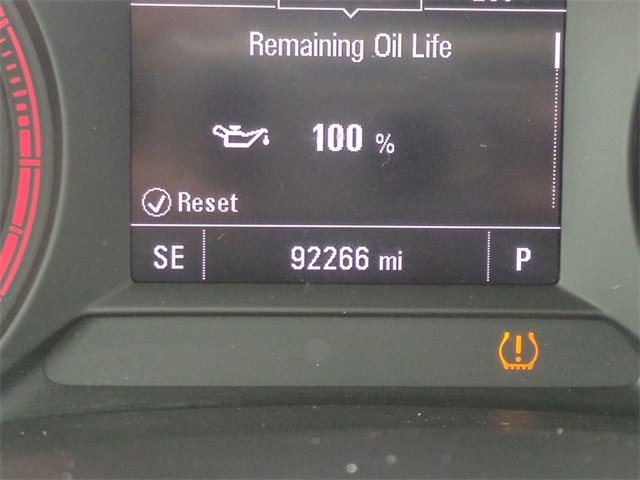 Remaining Oil Life
100 %
Reset
SE 92266 mi P